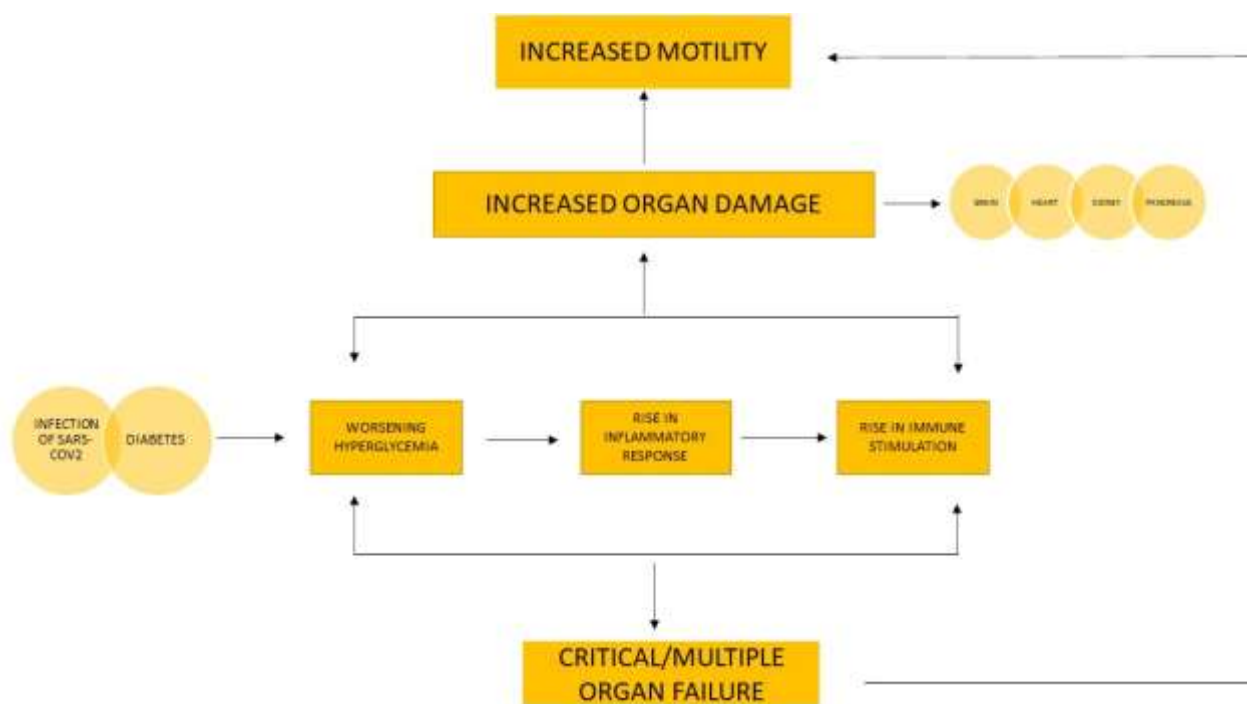 INCREASED MOTILITY
INCREASED ORGAN DAMAGE
BRAIN
HEART
KIDNEY
PANCREASE
INFECTION
OF SARS-
COV2
DIABETES
WORSENING
HYPERGLYCEMIA
RISE IN
INFLAMMATORY
RESPONSE
RISE IN IMMUNE
STIMULATION
CRITICAL/MULTIPLE
ORGAN FAILURE